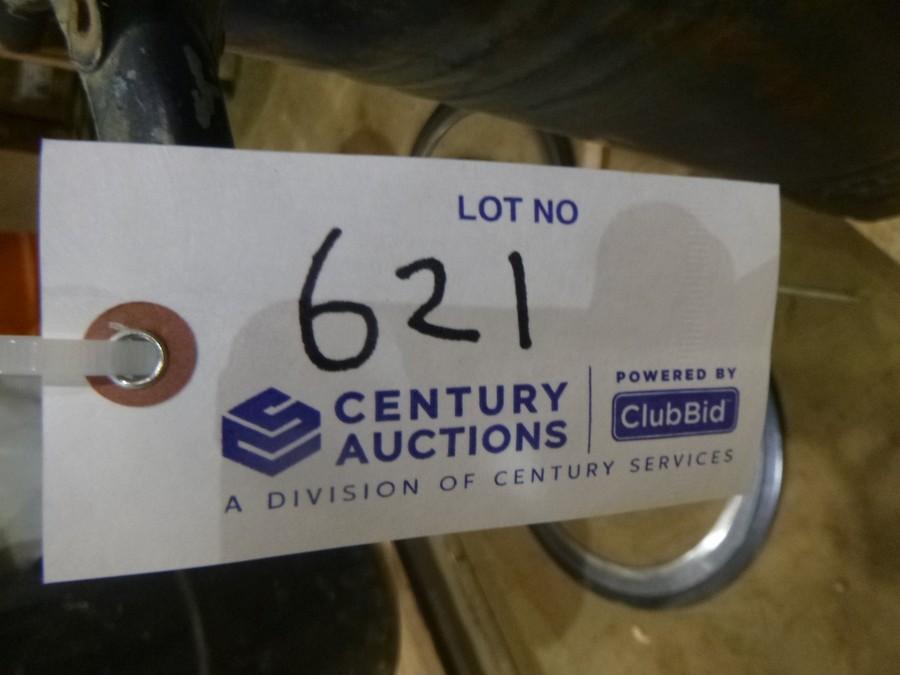 LOT NO
621
CENTURY
AUCTIONS
POWERED BY
ClubBid
A DIVISION OF CENTURY SERVICES